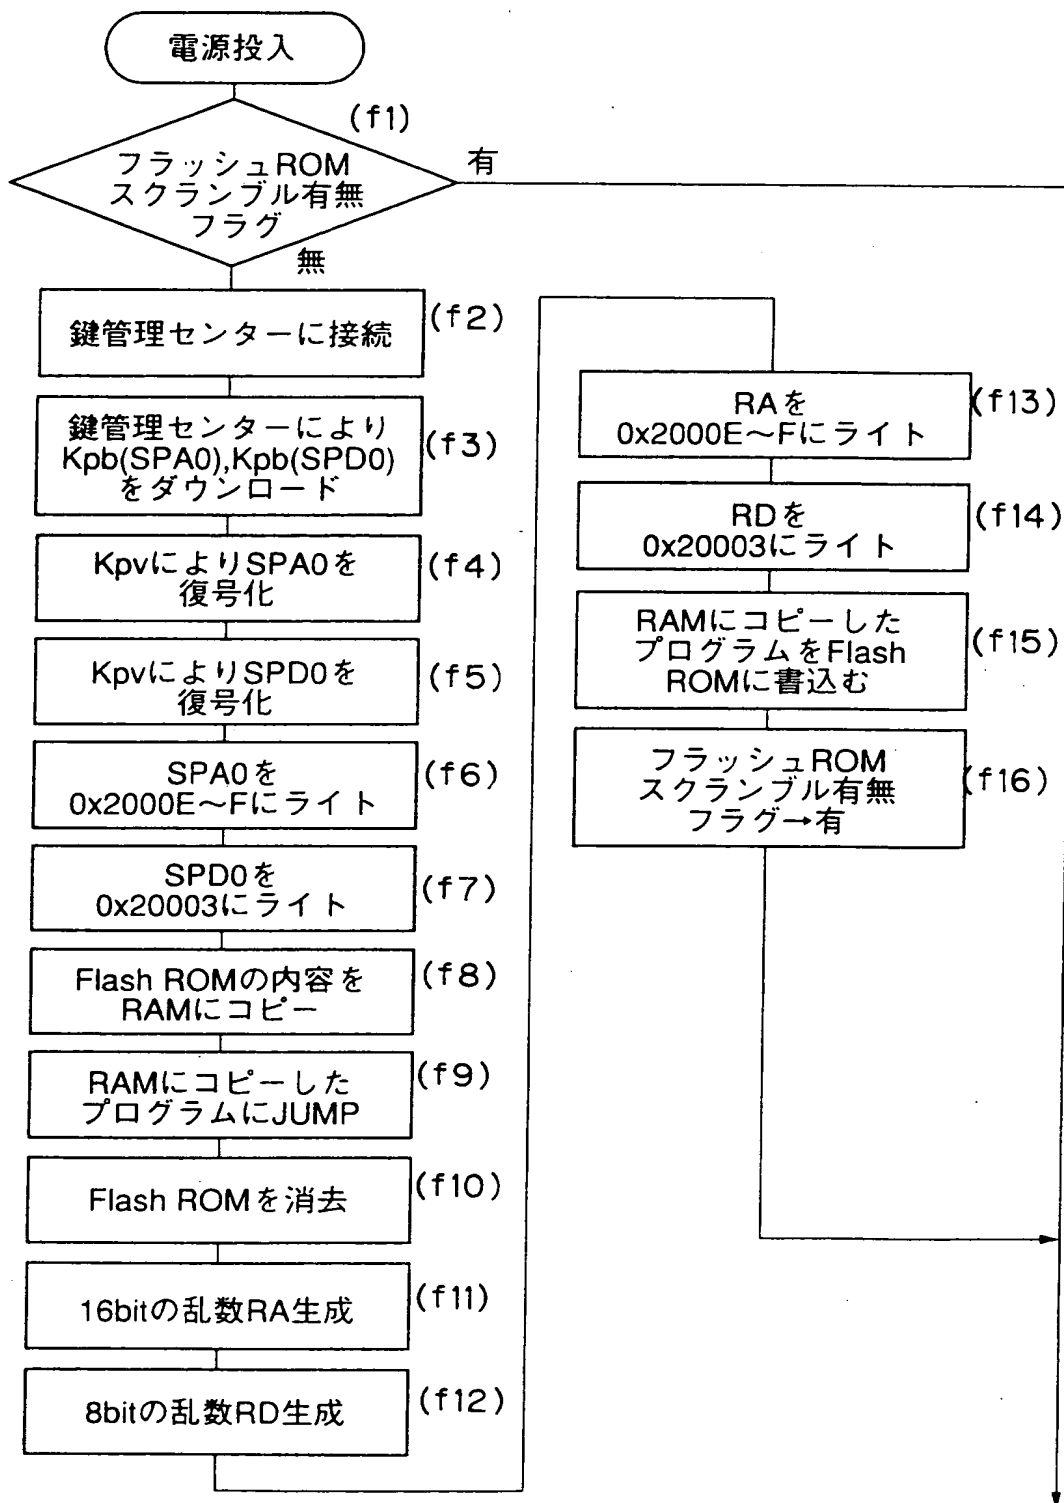 電源投入
(f1)
フラッシュROM
スクランブル有無
フラグ
有
無
鍵管理センターに接続
(f2)
鍵管理センターにより
Kpb(SPA0),Kpb(SPD0)
をダウンロード
(f3)
KpvによりSPA0を
復号化
(f4)
KpvによりSPD0を
復号化
(f5)
SPA0を
0x2000E〜Fにライト
(f6)
SPD0を
0x20003にライト
(f7)
Flash ROMの内容を
RAMにコピー
(f8)
RAMにコピーした
プログラムにJUMP
(f9)
Flash ROMを消去
(f10)
16bitの乱数RA生成
(f11)
8bitの乱数RD生成
(f12)
RAを
0x2000E〜Fにライト
(f13)
RDを
0x20003にライト
(f14)
RAMにコピーした
プログラムをFlash
ROMに書込む
(f15)
フラッシュROM
スクランブル有無
フラグ→有
(f16)